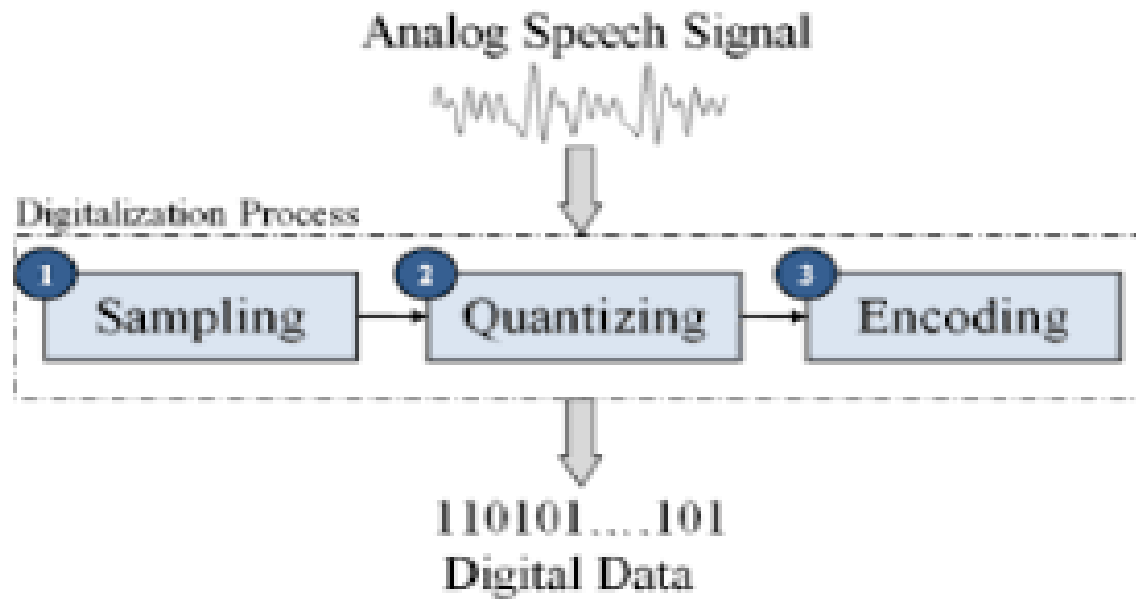 Analog Speech Signal
Digitalization Process
1
Sampling
2
Quantizing
3
Encoding
110101....101
Digital Data